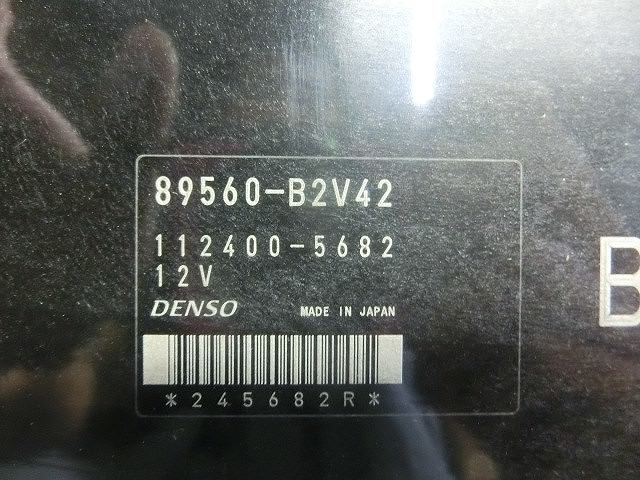 89560-B2V42
112400-5682
12V
DENSO MADE IN JAPAN
*245682R*
B